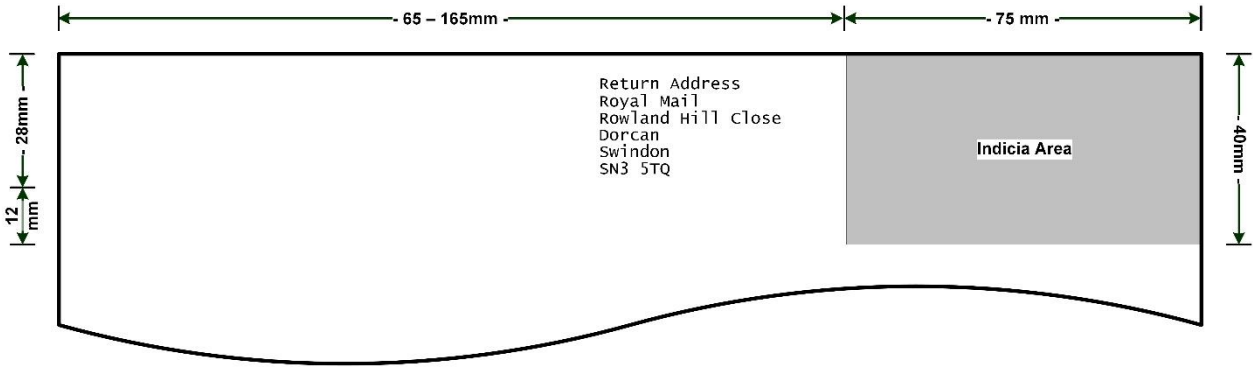 - 65 – 165mm -
- 75 mm -
- 28mm -
12
mm
Return Address
Royal Mail
Rowland Hill Close
Dorcan
Swindon
SN3 5TQ
Indicia Area
- 40mm -